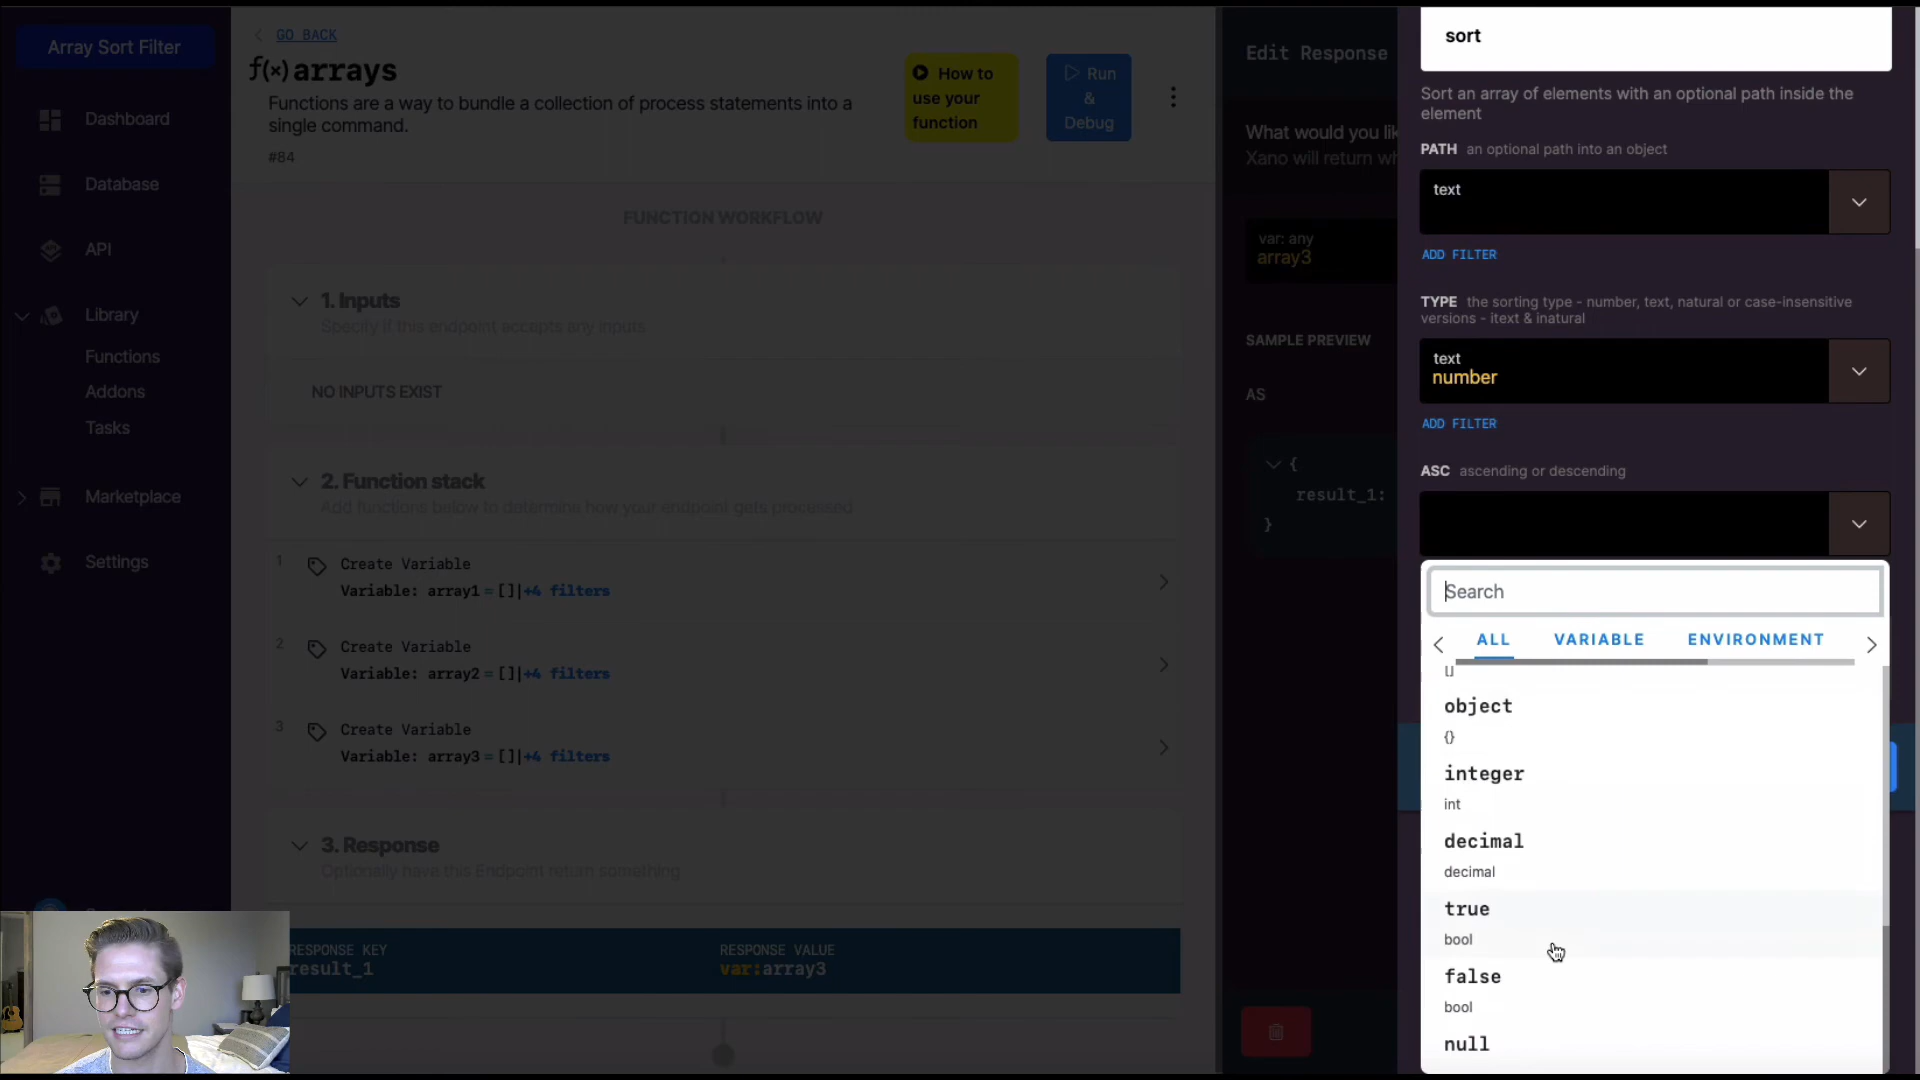 Array Sort Filter
Dashboard
Database
API
Library
Functions
Addons
Tasks
Marketplace
Settings
GO BACK
f(x) arrays
Functions are a way to bundle a collection of process statements into a
single command.
#84
How to
use your
function
Run
&
Debug
FUNCTION WORKFLOW
1. Inputs
Specify if this endpoint accepts any inputs
NO INPUTS EXIST
2. Function stack
Add functions below to determine how your endpoint gets processed
1
Create Variable
Variable: array1 = []|+4 filters
2
Create Variable
Variable: array2 = []|+4 filters
3
Create Variable
Variable: array3 = []|+4 filters
3. Response
Optionally have this Endpoint return something
RESPONSE KEY
RESPONSE VALUE
result_1
var:array3
Edit Response
What would you lik
Xano will return wh
var: any
array3
SAMPLE PREVIEW
AS
{
result_1:
}
sort
Sort an array of elements with an optional path inside the
element
PATH an optional path into an object
text
ADD FILTER
TYPE the sorting type - number, text, natural or case-insensitive
versions - itext & inatural
text
number
ADD FILTER
ASC ascending or descending
Search
ALL VARIABLE ENVIRONMENT
[]
object
{}
integer
int
decimal
decimal
true
bool
false
bool
null